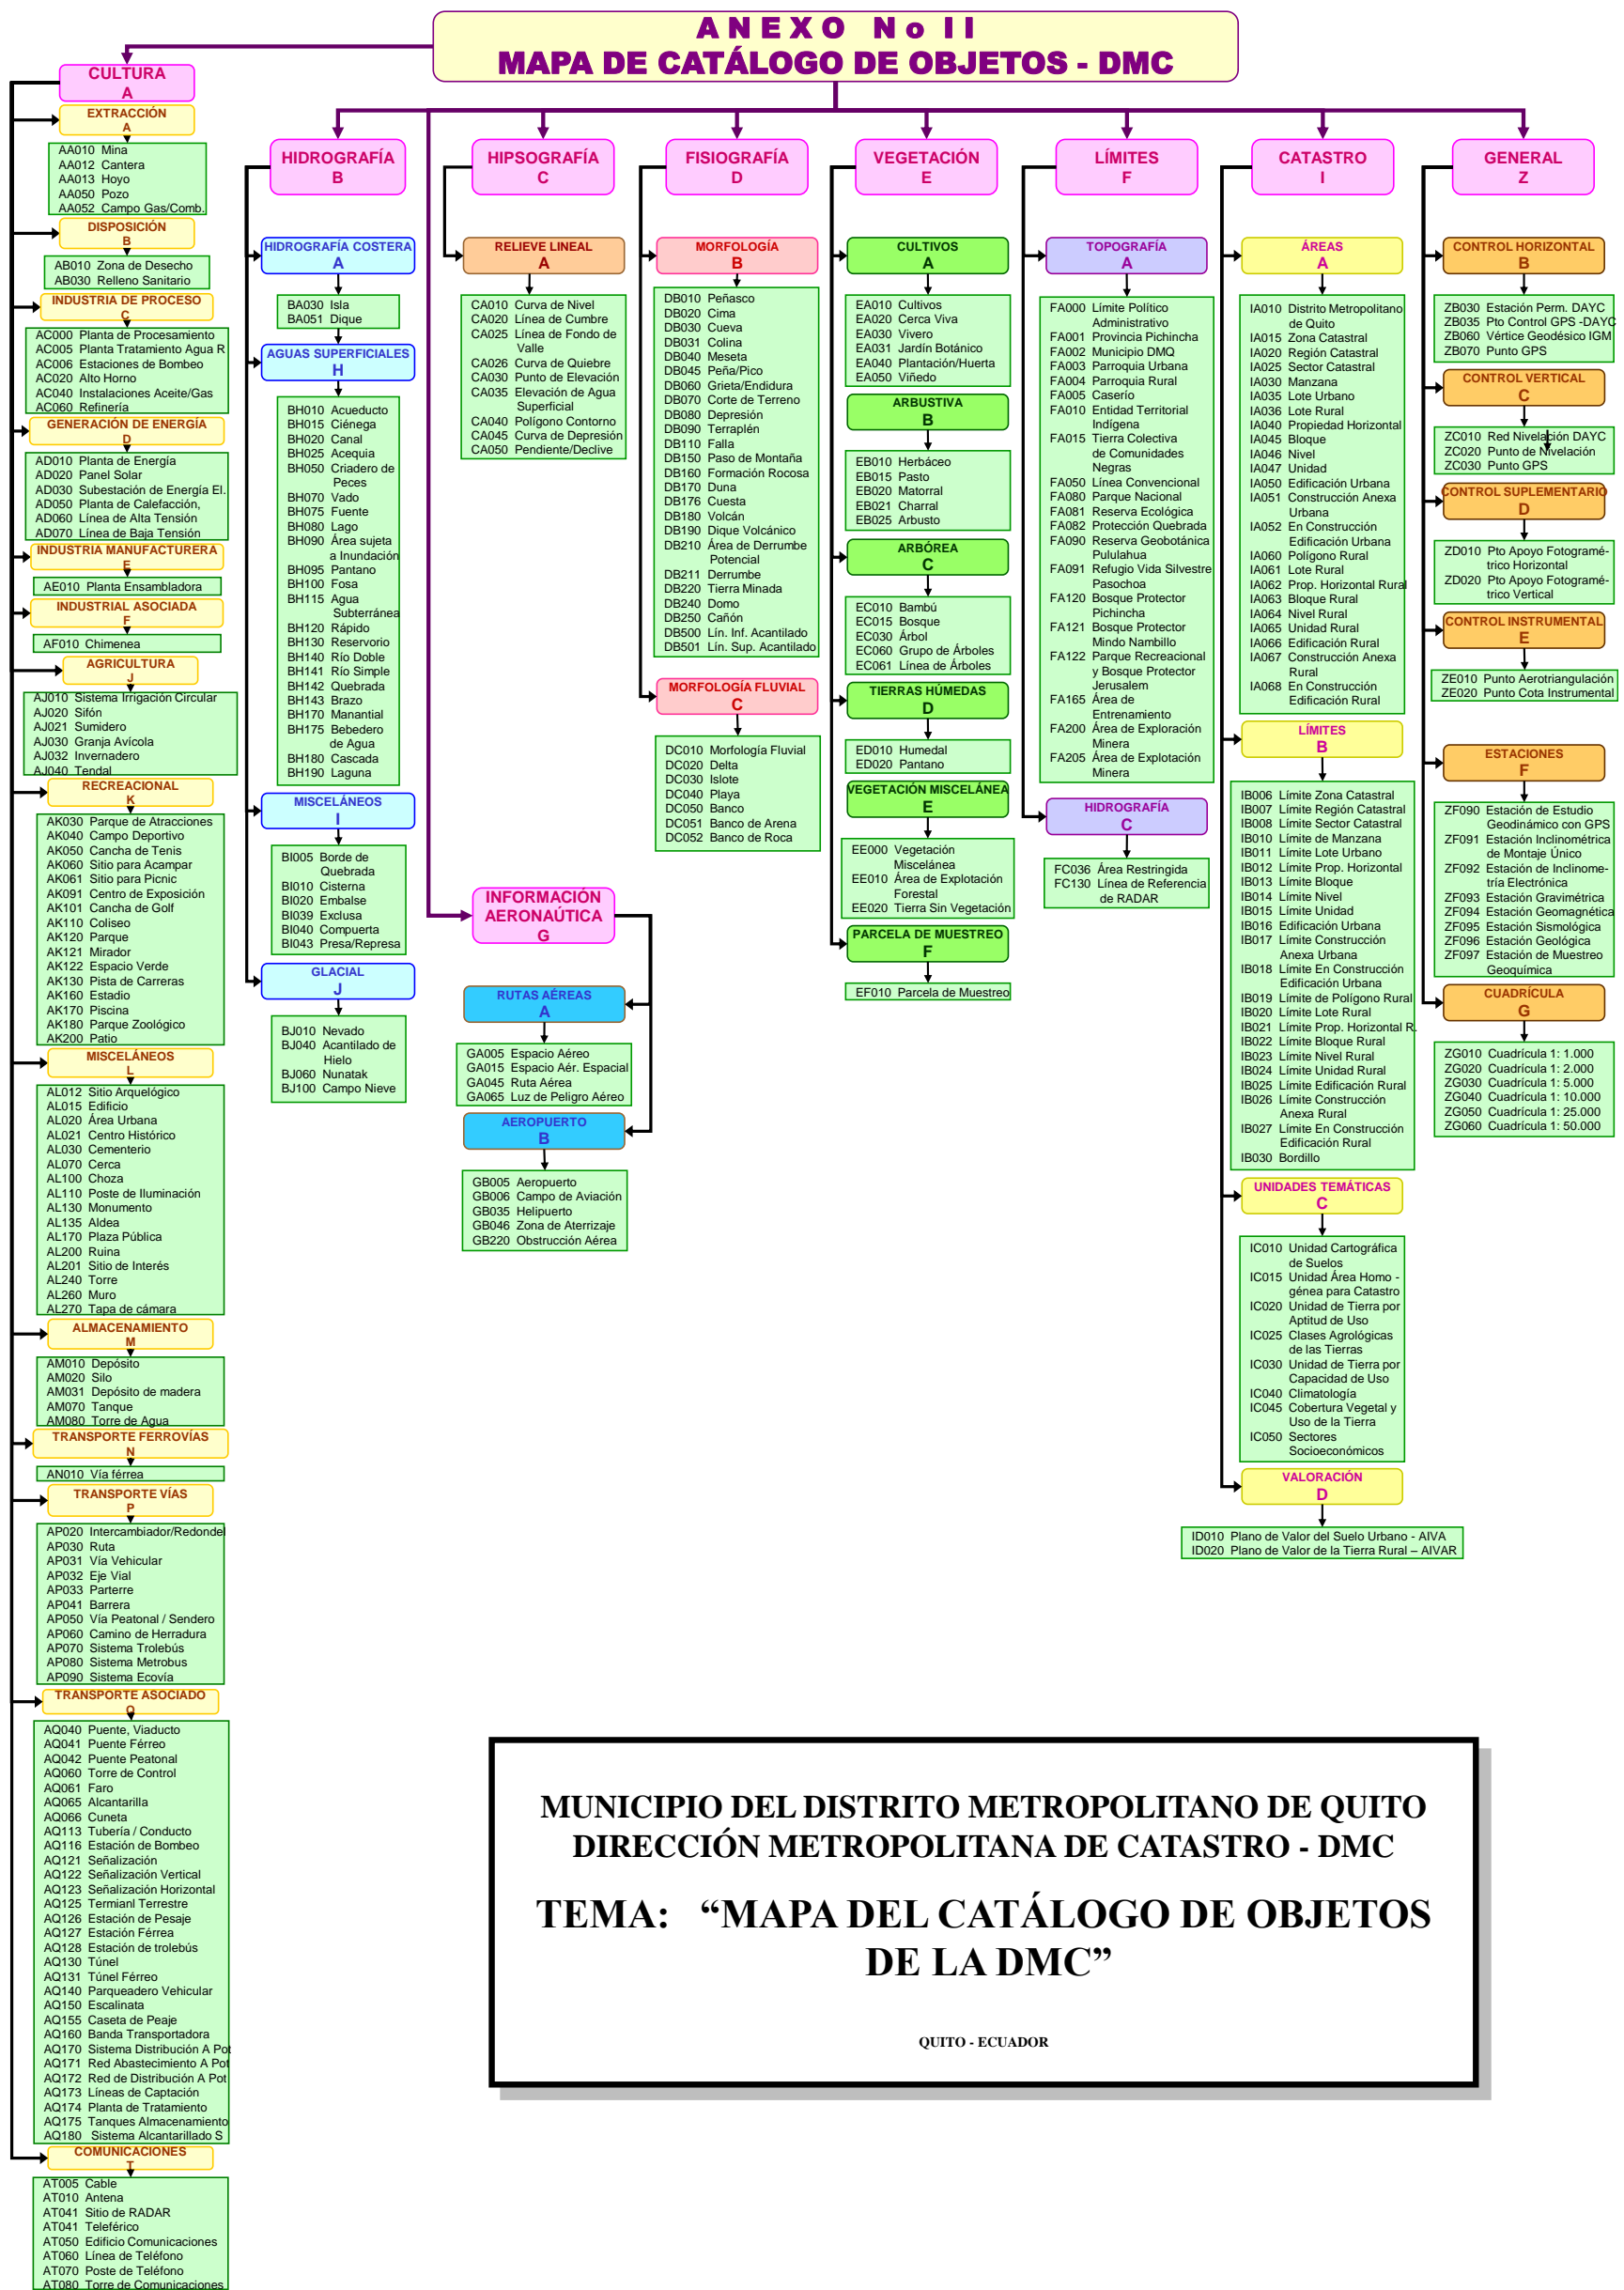 ANEXO No II
MAPA DE CATÁLOGO DE OBJETOS - DMC
CULTURA
A
EXTRACCIÓN
A
AA010 Mina
AA012 Cantera
AA013 Hoyo
AA050 Pozo
AA052 Campo Gas/Comb.
DISPOSICIÓN
B
AB010 Zona de Desecho
AB030 Relleno Sanitario
INDUSTRIA DE PROCESO
C
AC000 Planta de Procesamiento
AC005 Planta Tratamiento Agua R
AC006 Estaciones de Bombeo
AC020 Alto Horno
AC040 Instalaciones Aceite/Gas
AC060 Refinería
GENERACIÓN DE ENERGÍA
D
AD010 Planta de Energía
AD020 Panel Solar
AD030 Subestación de Energía El.
AD050 Planta de Calefacción,
AD060 Línea de Alta Tensión
AD070 Línea de Baja Tensión
INDUSTRIA MANUFACTURERA
E
AE010 Planta Ensambladora
INDUSTRIAL ASOCIADA
F
AF010 Chimenea
AGRICULTURA
J
AJ010 Sistema Irrigación Circular
AJ020 Sifón
AJ021 Sumidero
AJ030 Granja Avícola
AJ032 Invernadero
AJ040 Tendal
RECREACIONAL
K
AK030 Parque de Atracciones
AK040 Campo Deportivo
AK050 Cancha de Tenis
AK060 Sitio para Acampar
AK061 Sitio para Picnic
AK091 Centro de Exposición
AK101 Cancha de Golf
AK110 Coliseo
AK120 Parque
AK121 Mirador
AK122 Espacio Verde
AK130 Pista de Carreras
AK160 Estadio
AK170 Piscina
AK180 Parque Zoológico
AK200 Patio
MISCELÁNEOS
L
AL012 Sitio Arquelógico
AL015 Edificio
AL020 Área Urbana
AL021 Centro Histórico
AL030 Cementerio
AL070 Cerca
AL100 Choza
AL110 Poste de Iluminación
AL130 Monumento
AL135 Aldea
AL170 Plaza Pública
AL200 Ruina
AL201 Sitio de Interés
AL240 Torre
AL260 Muro
AL270 Tapa de cámara
ALMACENAMIENTO
M
AM010 Depósito
AM020 Silo
AM031 Depósito de madera
AM070 Tanque
AM080 Torre de Agua
TRANSPORTE FERROVÍAS
N
AN010 Vía férrea
TRANSPORTE VÍAS
P
AP020 Intercambiador/Redondel
AP030 Ruta
AP031 Vía Vehicular
AP032 Eje Vial
AP033 Parterre
AP041 Barrera
AP050 Vía Peatonal / Sendero
AP060 Camino de Herradura
AP070 Sistema Trolebús
AP080 Sistema Metrobus
AP090 Sistema Ecovía
TRANSPORTE ASOCIADO
Q
AQ040 Puente, Viaducto
AQ041 Puente Férreo
AQ042 Puente Peatonal
AQ060 Torre de Control
AQ061 Faro
AQ065 Alcantarilla
AQ066 Cuneta
AQ113 Tubería / Conducto
AQ116 Estación de Bombeo
AQ121 Señalización
AQ122 Señalización Vertical
AQ123 Señalización Horizontal
AQ125 Termianl Terrestre
AQ126 Estación de Pesaje
AQ127 Estación Férrea
AQ128 Estación de trolebús
AQ130 Túnel
AQ131 Túnel Férreo
AQ140 Parqueadero Vehicular
AQ150 Escalinata
AQ155 Caseta de Peaje
AQ160 Banda Transportadora
AQ170 Sistema Distribución A Pot
AQ171 Red Abastecimiento A Pot
AQ172 Red de Distribución A Pot
AQ173 Líneas de Captación
AQ174 Planta de Tratamiento
AQ175 Tanques Almacenamiento
AQ180 Sistema Alcantarillado S
COMUNICACIONES
T
AT005 Cable
AT010 Antena
AT041 Sitio de RADAR
AT041 Teleférico
AT050 Edificio Comunicaciones
AT060 Línea de Teléfono
AT070 Poste de Teléfono
AT080 Torre de Comunicaciones
HIDROGRAFÍA
B
HIDROGRAFÍA COSTERA
A
BA030 Isla
BA051 Dique
AGUAS SUPERFICIALES
H
BH010 Acueducto
BH015 Ciénega
BH020 Canal
BH025 Acequia
BH050 Criadero de
Peces
BH070 Vado
BH075 Fuente
BH080 Lago
BH090 Área sujeta
a Inundación
BH095 Pantano
BH100 Fosa
BH115 Agua
Subterránea
BH120 Rápido
BH130 Reservorio
BH140 Río Doble
BH141 Río Simple
BH142 Quebrada
BH143 Brazo
BH170 Manantial
BH175 Bebedero
de Agua
BH180 Cascada
BH190 Laguna
MISCELÁNEOS
I
BI005 Borde de
Quebrada
BI010 Cisterna
BI020 Embalse
BI039 Exclusa
BI040 Compuerta
BI043 Presa/Represa
GLACIAL
J
BJ010 Nevado
BJ040 Acantilado de
Hielo
BJ060 Nunatak
BJ100 Campo Nieve
HIPSOGRAFÍA
C
RELIEVE LINEAL
A
CA010 Curva de Nivel
CA020 Línea de Cumbre
CA025 Línea de Fondo de
Valle
CA026 Curva de Quiebre
CA030 Punto de Elevación
CA035 Elevación de Agua
Superficial
CA040 Polígono Contorno
CA045 Curva de Depresión
CA050 Pendiente/Declive
INFORMACIÓN
AERONAÚTICA
G
RUTAS AÉREAS
A
GA005 Espacio Aéreo
GA015 Espacio Aér. Espacial
GA045 Ruta Aérea
GA065 Luz de Peligro Aéreo
AEROPUERTO
B
GB005 Aeropuerto
GB006 Campo de Aviación
GB035 Helipuerto
GB046 Zona de Aterrizaje
GB220 Obstrucción Aérea
FISIOGRAFÍA
D
MORFOLOGÍA
B
DB010 Peñasco
DB020 Cima
DB030 Cueva
DB031 Colina
DB040 Meseta
DB045 Peña/Pico
DB060 Grieta/Endidura
DB070 Corte de Terreno
DB080 Depresión
DB090 Terraplén
DB110 Falla
DB150 Paso de Montaña
DB160 Formación Rocosa
DB170 Duna
DB176 Cuesta
DB180 Volcán
DB190 Dique Volcánico
DB210 Área de Derrumbe
Potencial
DB211 Derrumbe
DB220 Tierra Minada
DB240 Domo
DB250 Cañón
DB500 Lín. Inf. Acantilado
DB501 Lín. Sup. Acantilado
MORFOLOGÍA FLUVIAL
C
DC010 Morfología Fluvial
DC020 Delta
DC030 Islote
DC040 Playa
DC050 Banco
DC051 Banco de Arena
DC052 Banco de Roca
VEGETACIÓN
E
CULTIVOS
A
EA010 Cultivos
EA020 Cerca Viva
EA030 Vivero
EA031 Jardín Botánico
EA040 Plantación/Huerta
EA050 Viñedo
ARBUSTIVA
B
EB010 Herbáceo
EB015 Pasto
EB020 Matorral
EB021 Charral
EB025 Arbusto
ARBÓREA
C
EC010 Bambú
EC015 Bosque
EC030 Árbol
EC060 Grupo de Árboles
EC061 Línea de Árboles
TIERRAS HÚMEDAS
D
ED010 Humedal
ED020 Pantano
VEGETACIÓN MISCELÁNEA
E
EE000 Vegetación
Miscelánea
EE010 Área de Explotación
Forestal
EE020 Tierra Sin Vegetación
PARCELA DE MUESTREO
F
EF010 Parcela de Muestreo
LÍMITES
F
TOPOGRAFÍA
A
FA000 Límite Político
Administrativo
FA001 Provincia Pichincha
FA002 Municipio DMQ
FA003 Parroquia Urbana
FA004 Parroquia Rural
FA005 Caserío
FA010 Entidad Territorial
Indígena
FA015 Tierra Colectiva
de Comunidades
Negras
FA050 Línea Convencional
FA080 Parque Nacional
FA081 Reserva Ecológica
FA082 Protección Quebrada
FA090 Reserva Geobotánica
Pululahua
FA091 Refugio Vida Silvestre
Pasochoa
FA120 Bosque Protector
Pichincha
FA121 Bosque Protector
Mindo Nambillo
FA122 Parque Recreacional
y Bosque Protector
Jerusalem
FA165 Área de
Entrenamiento
FA200 Área de Exploración
Minera
FA205 Área de Explotación
Minera
HIDROGRAFÍA
C
FC036 Área Restringida
FC130 Línea de Referencia
de RADAR
CATASTRO
I
ÁREAS
A
IA010 Distrito Metropolitano
de Quito
IA015 Zona Catastral
IA020 Región Catastral
IA025 Sector Catastral
IA030 Manzana
IA035 Lote Urbano
IA036 Lote Rural
IA040 Propiedad Horizontal
IA045 Bloque
IA046 Nivel
IA047 Unidad
IA050 Edificación Urbana
IA051 Construcción Anexa
Urbana
IA052 En Construcción
Edificación Urbana
IA060 Polígono Rural
IA061 Lote Rural
IA062 Prop. Horizontal Rural
IA063 Bloque Rural
IA064 Nivel Rural
IA065 Unidad Rural
IA066 Edificación Rural
IA067 Construcción Anexa
Rural
IA068 En Construcción
Edificación Rural
LÍMITES
B
IB006 Límite Zona Catastral
IB007 Límite Región Catastral
IB008 Límite Sector Catastral
IB010 Límite de Manzana
IB011 Límite Lote Urbano
IB012 Límite Prop. Horizontal
IB013 Límite Bloque
IB014 Límite Nivel
IB015 Límite Unidad
IB016 Edificación Urbana
IB017 Límite Construcción
Anexa Urbana
IB018 Límite En Construcción
Edificación Urbana
IB019 Límite de Polígono Rural
IB020 Límite Lote Rural
IB021 Límite Prop. Horizontal R.
IB022 Límite Bloque Rural
IB023 Límite Nivel Rural
IB024 Límite Unidad Rural
IB025 Límite Edificación Rural
IB026 Límite Construcción
Anexa Rural
IB027 Límite En Construcción
Edificación Rural
IB030 Bordillo
UNIDADES TEMÁTICAS
C
IC010 Unidad Cartográfica
de Suelos
IC015 Unidad Área Homo -
génea para Catastro
IC020 Unidad de Tierra por
Aptitud de Uso
IC025 Clases Agrológicas
de las Tierras
IC030 Unidad de Tierra por
Capacidad de Uso
IC040 Climatología
IC045 Cobertura Vegetal y
Uso de la Tierra
IC050 Sectores
Socioeconómicos
VALORACIÓN
D
ID010 Plano de Valor del Suelo Urbano - AIVA
ID020 Plano de Valor de la Tierra Rural – AIVAR
GENERAL
Z
CONTROL HORIZONTAL
B
ZB030 Estación Perm. DAYC
ZB035 Pto Control GPS -DAYC
ZB060 Vértice Geodésico IGM
ZB070 Punto GPS
CONTROL VERTICAL
C
ZC010 Red Nivelación DAYC
ZC020 Punto de Nivelación
ZC030 Punto GPS
CONTROL SUPLEMENTARIO
D
ZD010 Pto Apoyo Fotogramé-
trico Horizontal
ZD020 Pto Apoyo Fotogramé-
trico Vertical
CONTROL INSTRUMENTAL
E
ZE010 Punto Aerotriangulación
ZE020 Punto Cota Instrumental
ESTACIONES
F
ZF090 Estación de Estudio
Geodinámico con GPS
ZF091 Estación Inclinométrica
de Montaje Único
ZF092 Estación de Inclinome-
tría Electrónica
ZF093 Estación Gravimétrica
ZF094 Estación Geomagnética
ZF095 Estación Sismológica
ZF096 Estación Geológica
ZF097 Estación de Muestreo
Geoquímica
CUADRÍCULA
G
ZG010 Cuadrícula 1: 1.000
ZG020 Cuadrícula 1: 2.000
ZG030 Cuadrícula 1: 5.000
ZG040 Cuadrícula 1: 10.000
ZG050 Cuadrícula 1: 25.000
ZG060 Cuadrícula 1: 50.000
MUNICIPIO DEL DISTRITO METROPOLITANO DE QUITO
DIRECCIÓN METROPOLITANA DE CATASTRO - DMC
TEMA: “MAPA DEL CATÁLOGO DE OBJETOS
DE LA DMC”
QUITO - ECUADOR